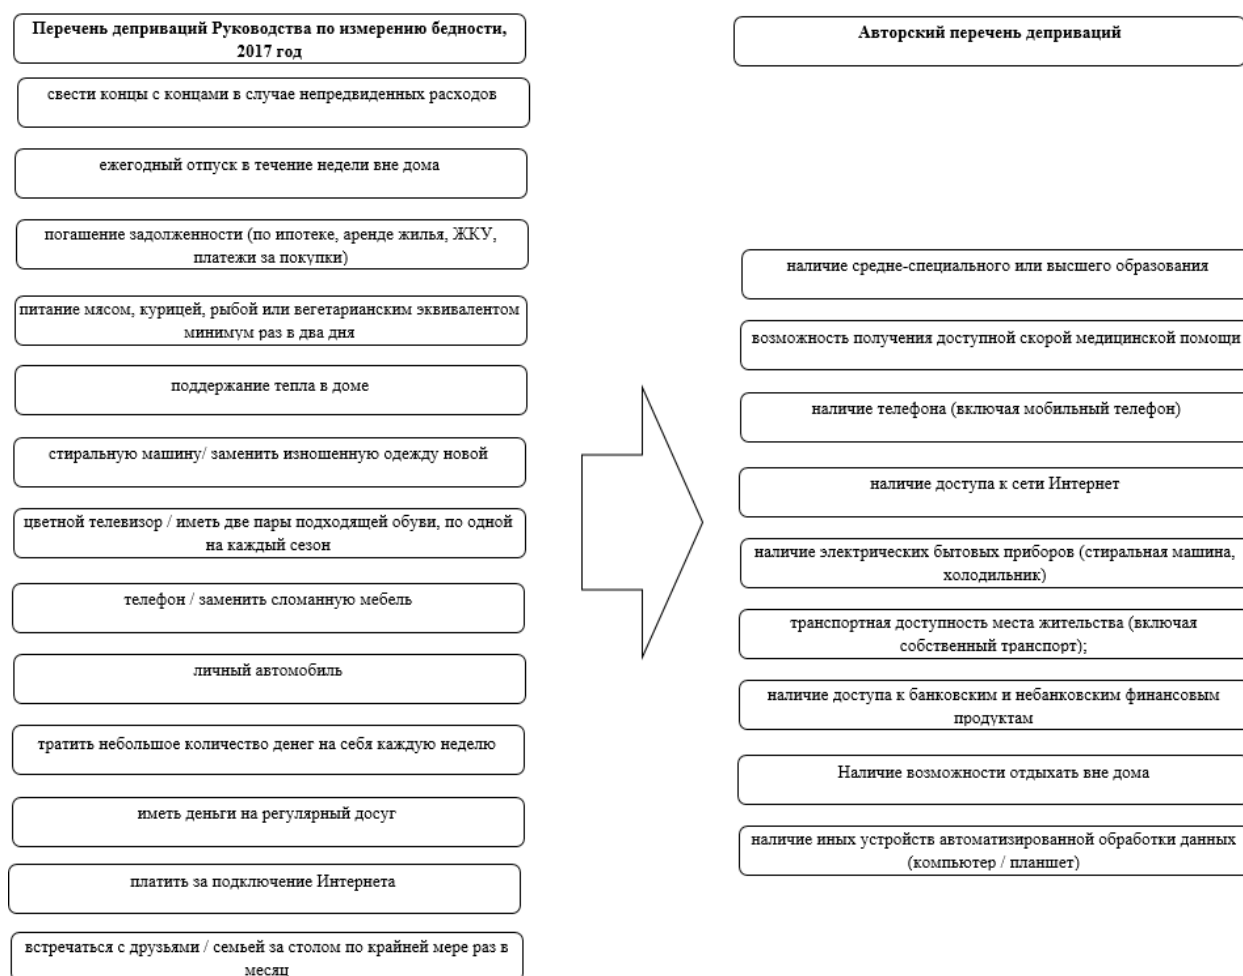 Перечень деприваций Руководства по измерению бедности,
2017 год
свести концы с концами в случае непредвиденных расходов
ежегодный отпуск в течение недели вне дома
погашение задолженности (по ипотеке, аренде жилья, ЖКУ,
платежи за покупки)
питание мясом, курицей, рыбой или вегетарианским эквивалентом
минимум раз в два дня
поддержание тепла в доме
стиральную машину/ заменить изношенную одежду новой
цветной телевизор / иметь две пары подходящей обуви, по одной
на каждый сезон
телефон / заменить сломанную мебель
личный автомобиль
тратить небольшое количество денег на себя каждую неделю
иметь деньги на регулярный досуг
платить за подключение Интернета
встречаться с друзьями / семьей за столом по крайней мере раз в
месяц
Авторский перечень деприваций
наличие средне-специального или высшего образования
возможность получения доступной скорой медицинской помощи
наличие телефона (включая мобильный телефон)
наличие доступа к сети Интернет
наличие электрических бытовых приборов (стиральная машина,
холодильник)
транспортная доступность места жительства (включая
собственный транспорт);
наличие доступа к банковским и небанковским финансовым
продуктам
Наличие возможности отдыхать вне дома
наличие иных устройств автоматизированной обработки данных
(компьютер / планшет)